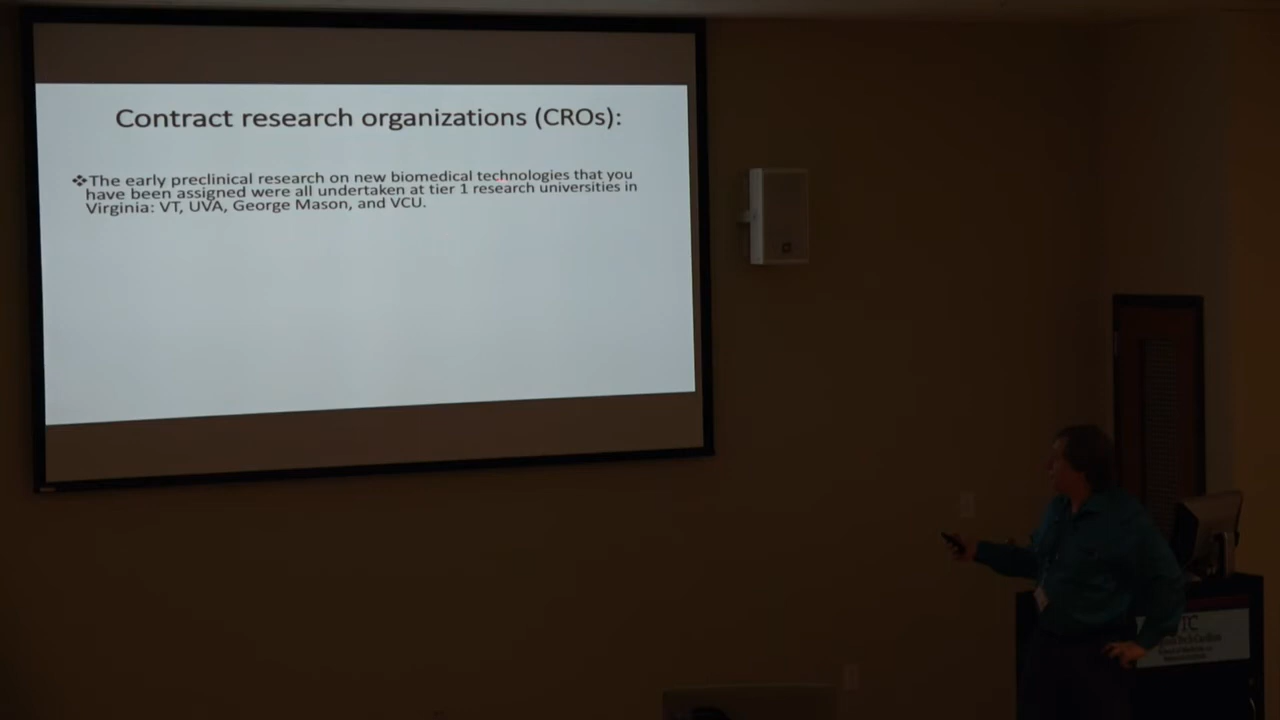 Contract research organizations (CROs):
❖The early preclinical research on new biomedical technologies that you
have been assigned were all undertaken at tier 1 research universities in
Virginia: VT, UVA, George Mason, and VCU.
TC